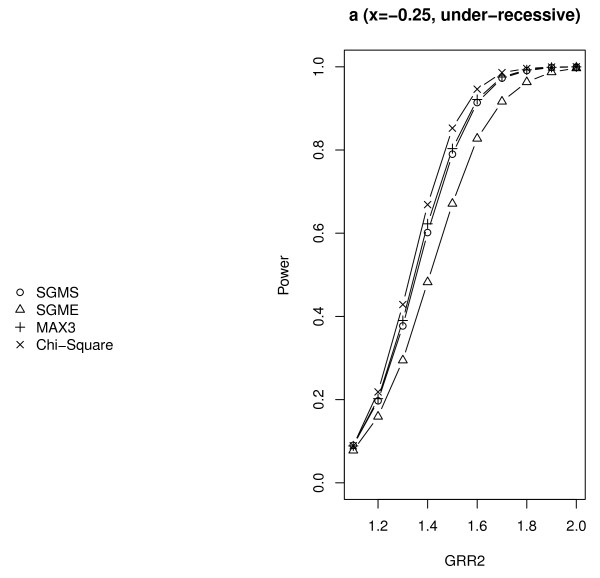 a (x=−0.25, under−recessive)
SGMS
SGME
MAX3
Chi−Square
Power
1.0
0.8
0.6
0.4
0.2
0.0
1.2 1.4 1.6 1.8 2.0
GRR2